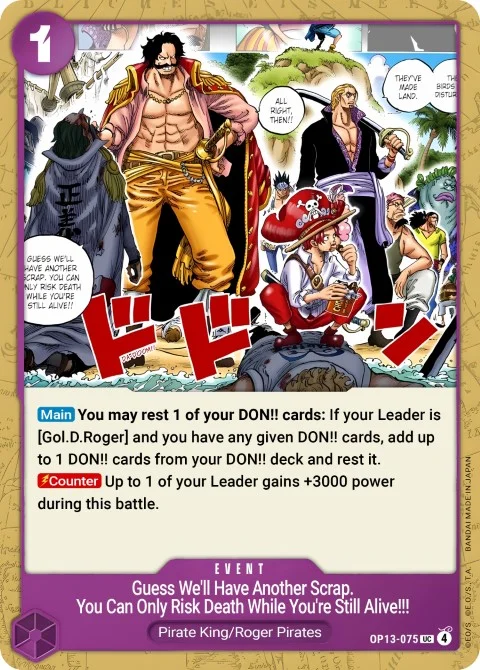 1
THEY'VE
MADE
LAND.
ALL
RIGHT,
THEN!!
GUESS WE'LL
HAVE ANOTHER
SCRAP. YOU CAN
ONLY RISK DEATH
WHILE YOU'RE
STILL ALIVE!!
ドドン
Main You may rest 1 of your DON!! cards: If your Leader is
[Gol.D.Roger] and you have any given DON!! cards, add up
to 1 DON!! cards from your DON!! deck and rest it.
Counter Up to 1 of your Leader gains +3000 power
during this battle.
EVENT
Guess We'll Have Another Scrap.
You Can Only Risk Death While You're Still Alive!!!
Pirate King/Roger Pirates
OP13-075 UC 4
©E.O/S. ©E.O/S.,T.A. BANDAI MADE IN JAPAN